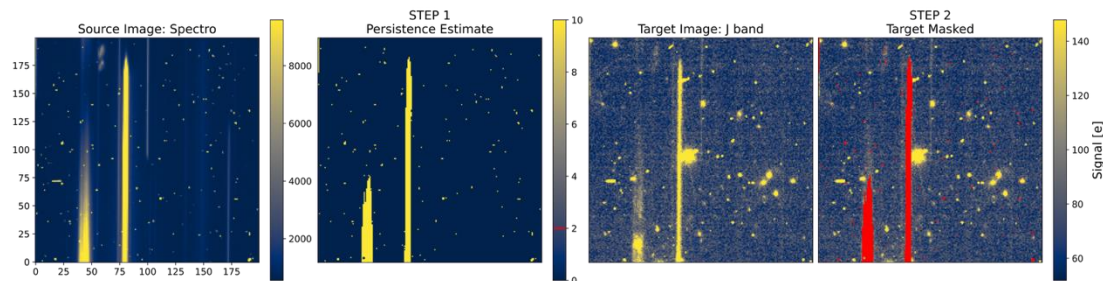 Source Image: Spectro
STEP 1
Persistence Estimate
Target Image: J band
STEP 2
Target Masked
175
150
125
100
75
50
25
0
0 25 50 75 100 125 150 175
8000
6000
4000
2000
10
8
6
4
2
0
140
120
100
80
60
Signal [e]